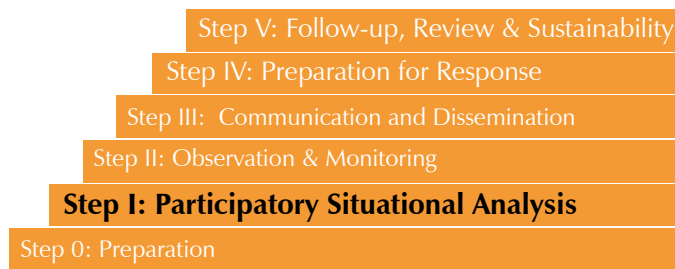 Step V: Follow-up, Review & Sustainability
Step IV: Preparation for Response
Step III:  Communication and Dissemination
Step II: Observation & Monitoring
Step I: Participatory Situational Analysis
Step 0: Preparation